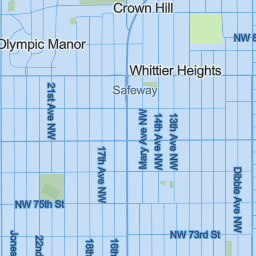 Crown Hill
NW 8
Olympic Manor
Whittier Heights
Safeway
21st Ave NW
17th Ave NW
Mary Ave NW
14th Ave NW
13th Ave NW
Dibble Ave NW
NW 75th St
NW 73rd St
Jones
22nd
18th
16th